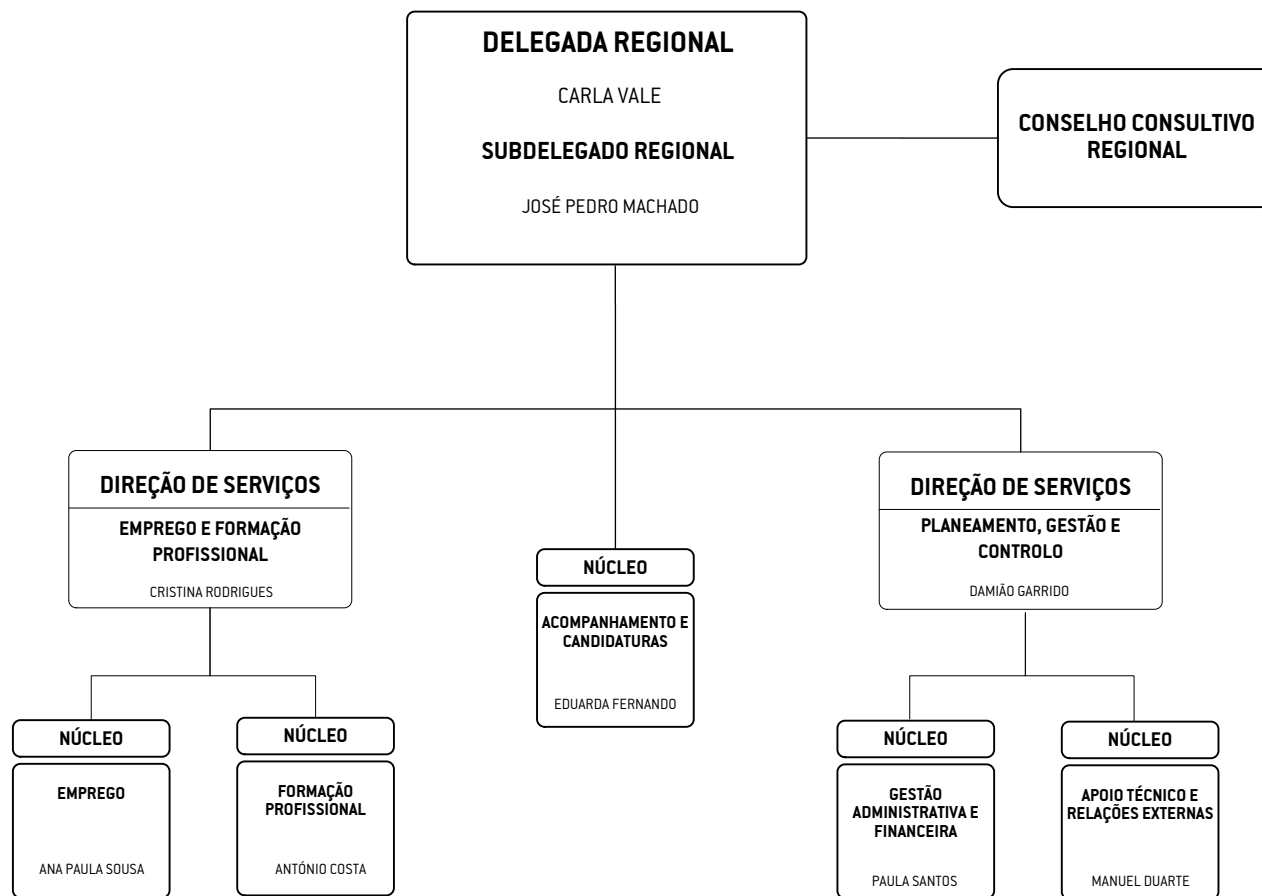 DELEGADA REGIONAL
CARLA VALE
SUBDELEGADO REGIONAL
JOSÉ PEDRO MACHADO
CONSELHO CONSULTIVO
REGIONAL
DIREÇÃO DE SERVIÇOS
EMPREGO E FORMAÇÃO
PROFISSIONAL
CRISTINA RODRIGUES
NÚCLEO
ACOMPANHAMENTO E
CANDIDATURAS
EDUARDA FERNANDO
DIREÇÃO DE SERVIÇOS
PLANEAMENTO, GESTÃO E
CONTROLO
DAMIÃO GARRIDO
NÚCLEO
EMPREGO
ANA PAULA SOUSA
NÚCLEO
FORMAÇÃO
PROFISSIONAL
ANTÓNIO COSTA
NÚCLEO
GESTÃO
ADMINISTRATIVA E
FINANCEIRA
PAULA SANTOS
NÚCLEO
APOIO TÉCNICO E
RELAÇÕES EXTERNAS
MANUEL DUARTE